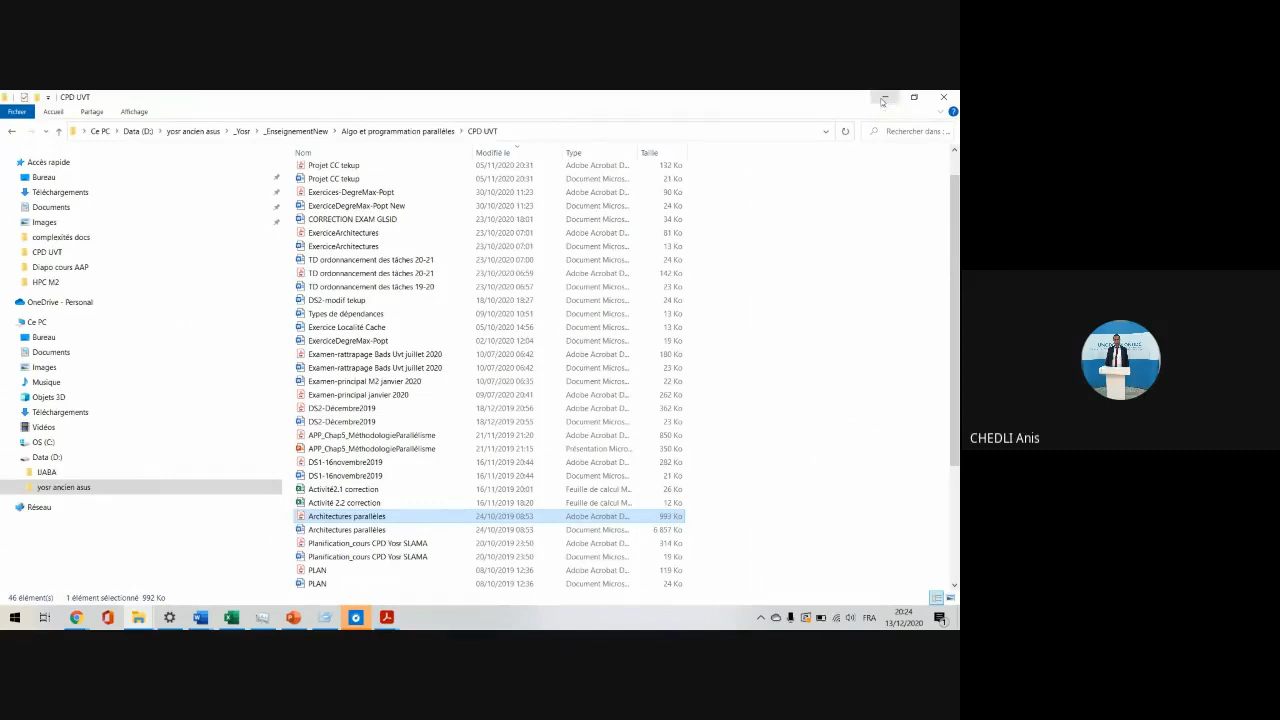 CPD UVT
Fichier Accueil Partage Affichage
Ce PC Data (D:) yosr ancien asus _Yosr _EnseignementNew Algo et programmation parallèles CPD UVT Rechercher dans : ...
Nom Modifié le Type Taille
Accès rapide
Bureau
Téléchargements
Documents
Images
complexités docs
CPD UVT
Diapo cours AAP
HPC M2
OneDrive - Personal
Ce PC
Bureau
Documents
Images
Musique
Objets 3D
Téléchargements
Vidéos
OS (C:)
Data (D:)
IJABA
yosr ancien asus
Réseau
Projet CC tekup 05/11/2020 20:31 Adobe Acrobat D... 132 Ko
Projet CC tekup 05/11/2020 20:31 Document Micros... 21 Ko
Exercices-DegreMax-Popt 30/10/2020 11:23 Adobe Acrobat D... 90 Ko
ExerciceDegreMax-Popt New 30/10/2020 11:23 Document Micros... 24 Ko
CORRECTION EXAM GLSID 23/10/2020 18:01 Document Micros... 34 Ko
ExerciceArchitectures 23/10/2020 07:01 Adobe Acrobat D... 81 Ko
ExerciceArchitectures 23/10/2020 07:01 Document Micros... 13 Ko
TD ordonnancement des tâches 20-21 23/10/2020 07:00 Document Micros... 24 Ko
TD ordonnancement des tâches 20-21 23/10/2020 06:59 Adobe Acrobat D... 142 Ko
TD ordonnancement des tâches 19-20 23/10/2020 06:57 Document Micros... 23 Ko
DS2-modif tekup 18/10/2020 18:27 Document Micros... 24 Ko
Types de dépendances 09/10/2020 10:51 Document Micros... 13 Ko
Exercice Localité Cache 05/10/2020 14:56 Document Micros... 13 Ko
ExerciceDegreMax-Popt 02/10/2020 12:04 Document Micros... 19 Ko
Examen-rattrapage Bads Uvt juillet 2020 10/07/2020 06:42 Adobe Acrobat D... 180 Ko
Examen-rattrapage Bads Uvt juillet 2020 10/07/2020 06:42 Document Micros... 23 Ko
Examen-principal M2 janvier 2020 10/07/2020 06:35 Document Micros... 22 Ko
Examen-principal janvier 2020 09/07/2020 20:41 Adobe Acrobat D... 262 Ko
DS2-Décembre2019 18/12/2019 20:56 Adobe Acrobat D... 362 Ko
DS2-Décembre2019 18/12/2019 20:55 Document Micros... 23 Ko
APP_Chap5_MéthodologieParallélisme 21/11/2019 21:20 Adobe Acrobat D... 850 Ko
APP_Chap5_MéthodologieParallélisme 21/11/2019 21:15 Présentation Micro... 350 Ko
DS1-16novembre2019 16/11/2019 20:44 Adobe Acrobat D... 282 Ko
DS1-16novembre2019 16/11/2019 20:44 Document Micros... 21 Ko
Activité2.1 correction 16/11/2019 20:01 Feuille de calcul M... 26 Ko
Activité 2.2 correction 16/11/2019 18:20 Feuille de calcul M... 12 Ko
Architectures parallèles 24/10/2019 08:53 Adobe Acrobat D... 993 Ko
Architectures parallèles 24/10/2019 08:53 Document Micros... 6 857 Ko
Planification_cours CPD Yosr SLAMA 20/10/2019 23:50 Adobe Acrobat D... 314 Ko
Planification_cours CPD Yosr SLAMA 20/10/2019 23:50 Document Micros... 19 Ko
PLAN 08/10/2019 12:36 Adobe Acrobat D... 119 Ko
PLAN 08/10/2019 12:36 Document Micros... 24 Ko
46 élément(s) 1 élément sélectionné 992 Ko
FRA
20:24
13/12/2020
CHEDLI Anis